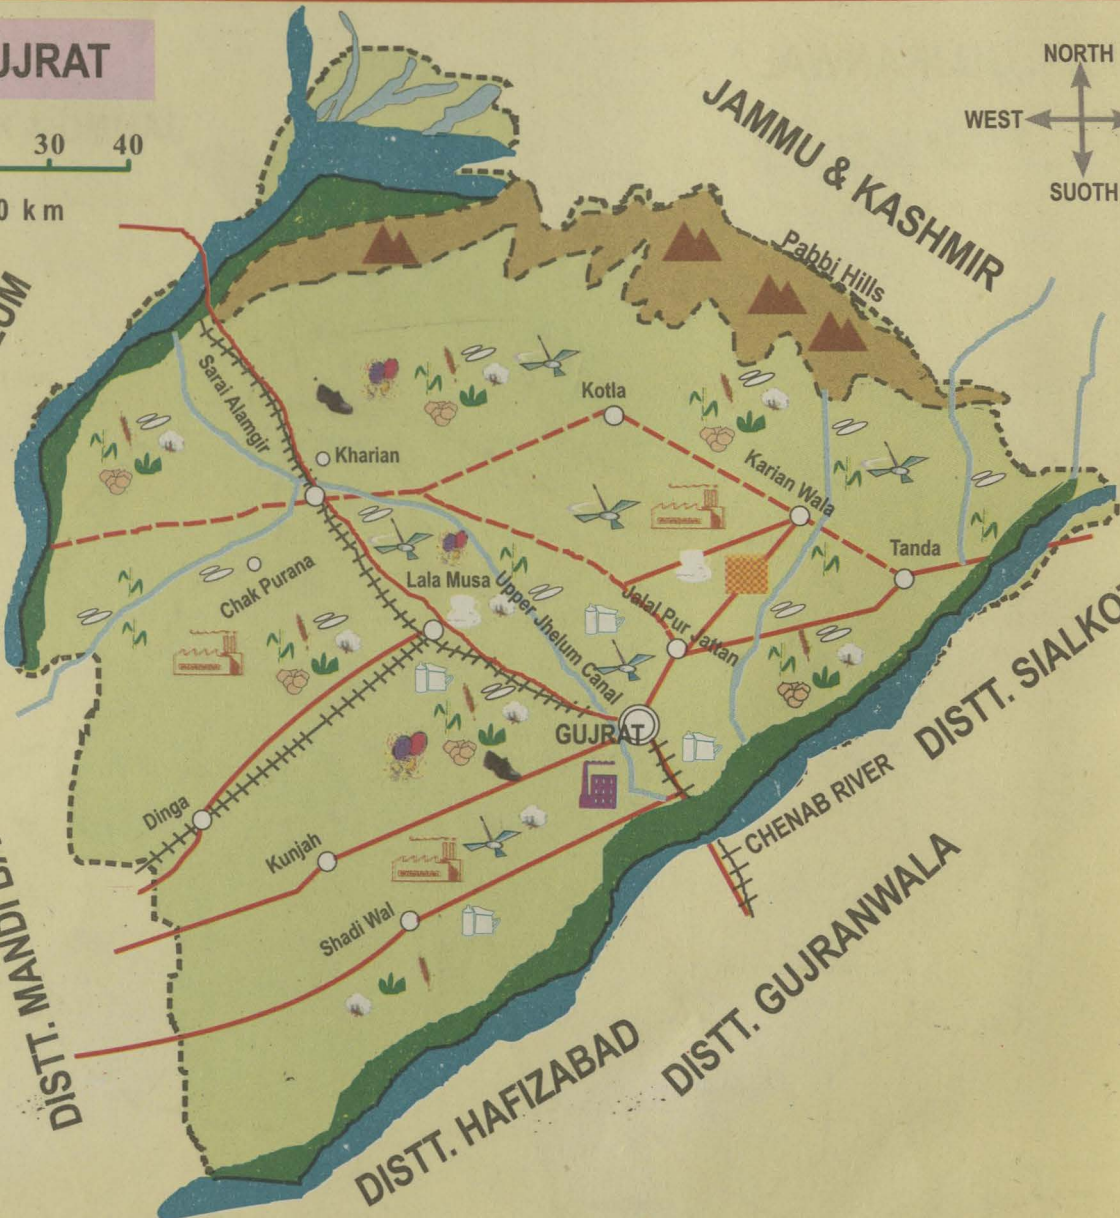 UJRAT
30 40
0 km
NORTH
WEST
SUOTH
JAMMU & KASHMIR
Pabbi Hills
UM
Sarai Alamgir
Kotla
Kharian
Karian Wala
Tanda
Chak Purana
Lala Musa
Upper Jhelum Canal
Jalal Pur Jattan
GUJRAT
DISTT. SIALKO
CHENAB RIVER
Dinga
Kunjah
Shadi Wal
DISTT. MANDI B
DISTT. GUJRANWALA
DISTT. HAFIZABAD